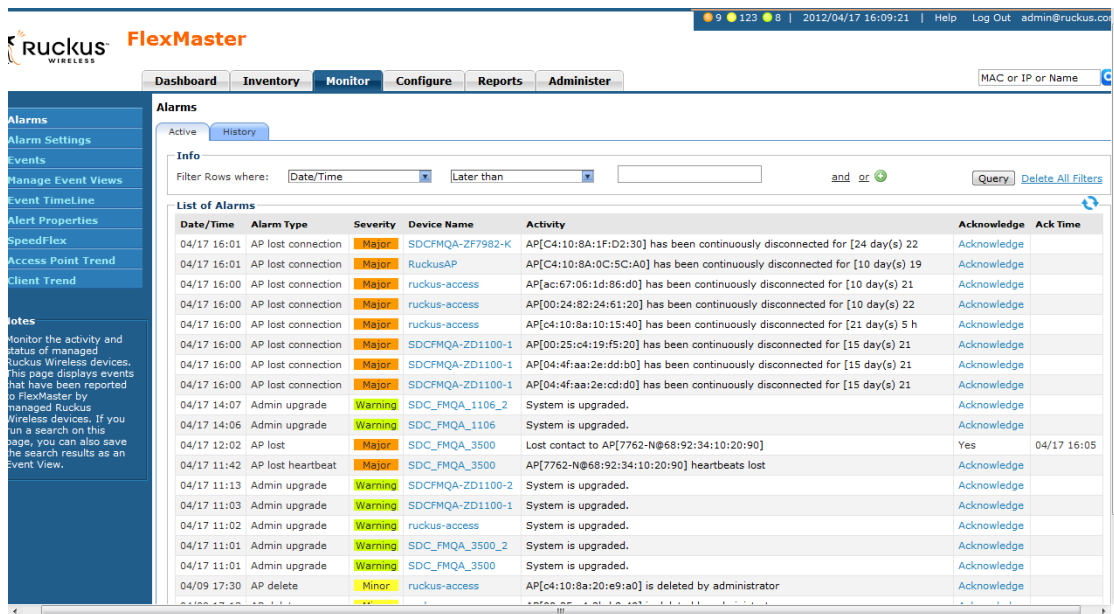 9 123 8 | 2012/04/17 16:09:21 | Help Log Out admin@ruckus.co
Ruckus WIRELESS FlexMaster
Dashboard Inventory Monitor Configure Reports Administer MAC or IP or Name
Alarms
Alarm Settings
Events
Manage Event Views
Event TimeLine
Alert Properties
SpeedFlex
Access Point Trend
Client Trend
Notes
Monitor the activity and
status of managed
Ruckus Wireless devices.
This page displays events
that have been reported
to FlexMaster by
managed Ruckus
Wireless devices. If you
run a search on this
page, you can also save
the search results as an
Event View.
Alarms
Active History
Info
Filter Rows where: Date/Time Later than and or Query Delete All Filters
List of Alarms
Date/Time Alarm Type Severity Device Name Activity Acknowledge Ack Time
04/17 16:01 AP lost connection Major SDCFMQA-ZF7982-K AP[C4:10:8A:1F:D2:30] has been continuously disconnected for [24 day(s) 22 Acknowledge
04/17 16:01 AP lost connection Major RuckusAP AP[C4:10:8A:0C:5C:A0] has been continuously disconnected for [10 day(s) 19 Acknowledge
04/17 16:00 AP lost connection Major ruckus-access AP[ac:67:06:1d:86:d0] has been continuously disconnected for [10 day(s) 21 Acknowledge
04/17 16:00 AP lost connection Major ruckus-access AP[00:24:82:24:61:20] has been continuously disconnected for [10 day(s) 22 Acknowledge
04/17 16:00 AP lost connection Major ruckus-access AP[c4:10:8a:10:15:40] has been continuously disconnected for [21 day(s) 5 h Acknowledge
04/17 16:00 AP lost connection Major SDCFMQA-ZD1100-1 AP[00:25:c4:19:f5:20] has been continuously disconnected for [15 day(s) 21 Acknowledge
04/17 16:00 AP lost connection Major SDCFMQA-ZD1100-1 AP[04:4f:aa:2e:dd:b0] has been continuously disconnected for [15 day(s) 21 Acknowledge
04/17 16:00 AP lost connection Major SDCFMQA-ZD1100-1 AP[04:4f:aa:2e:cd:d0] has been continuously disconnected for [15 day(s) 21 Acknowledge
04/17 14:07 Admin upgrade Warning SDC_FMQA_1106_2 System is upgraded. Acknowledge
04/17 14:06 Admin upgrade Warning SDC_FMQA_1106 System is upgraded. Acknowledge
04/17 12:02 AP lost Major SDC_FMQA_3500 Lost contact to AP[7762-N@68:92:34:10:20:90] Yes 04/17 16:05
04/17 11:42 AP lost heartbeat Major SDC_FMQA_3500 AP[7762-N@68:92:34:10:20:90] heartbeats lost Acknowledge
04/17 11:13 Admin upgrade Warning SDCFMQA-ZD1100-2 System is upgraded. Acknowledge
04/17 11:03 Admin upgrade Warning SDCFMQA-ZD1100-1 System is upgraded. Acknowledge
04/17 11:02 Admin upgrade Warning ruckus-access System is upgraded. Acknowledge
04/17 11:01 Admin upgrade Warning SDC_FMQA_3500_2 System is upgraded. Acknowledge
04/17 11:01 Admin upgrade Warning SDC_FMQA_3500 System is upgraded. Acknowledge
04/09 17:30 AP delete Minor ruckus-access AP[c4:10:8a:20:e9:a0] is deleted by administrator Acknowledge